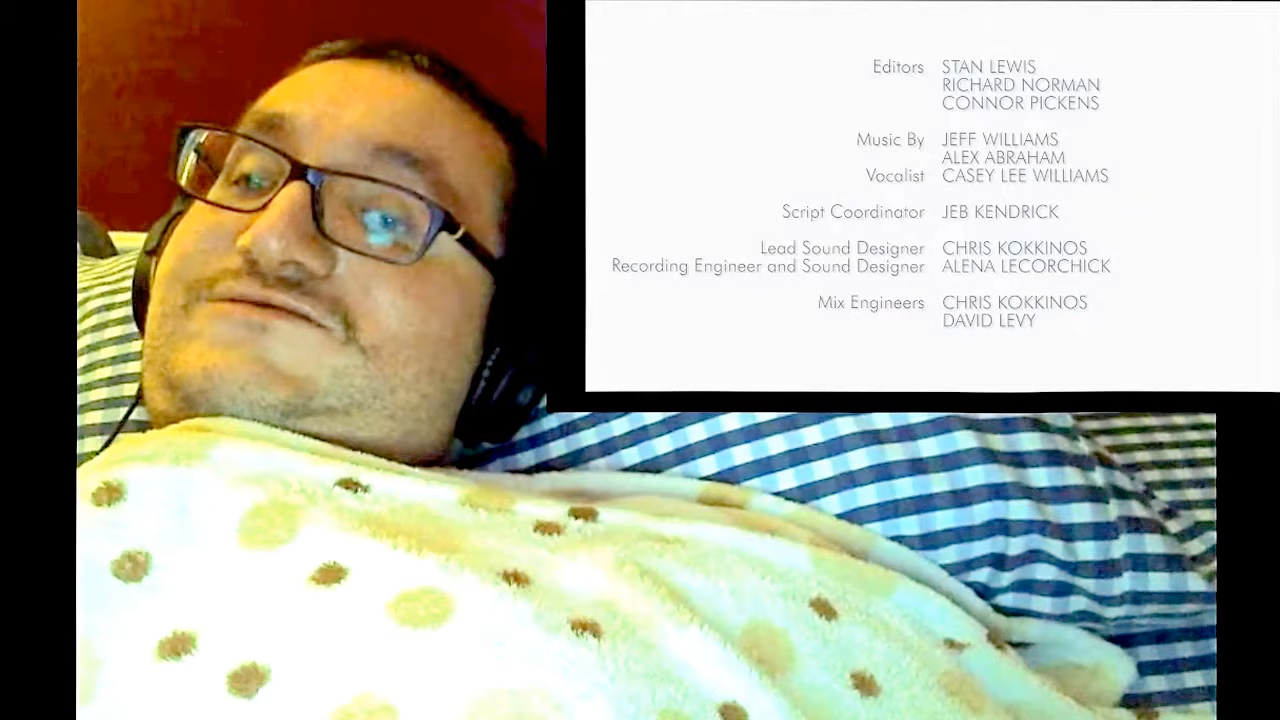 Editors STAN LEWIS
RICHARD NORMAN
CONNOR PICKENS
Music By JEFF WILLIAMS
ALEX ABRAHAM
Vocalist CASEY LEE WILLIAMS
Script Coordinator JEB KENDRICK
Lead Sound Designer CHRIS KOKKINOS
Recording Engineer and Sound Designer ALENA LECORCHICK
Mix Engineers CHRIS KOKKINOS
DAVID LEVY